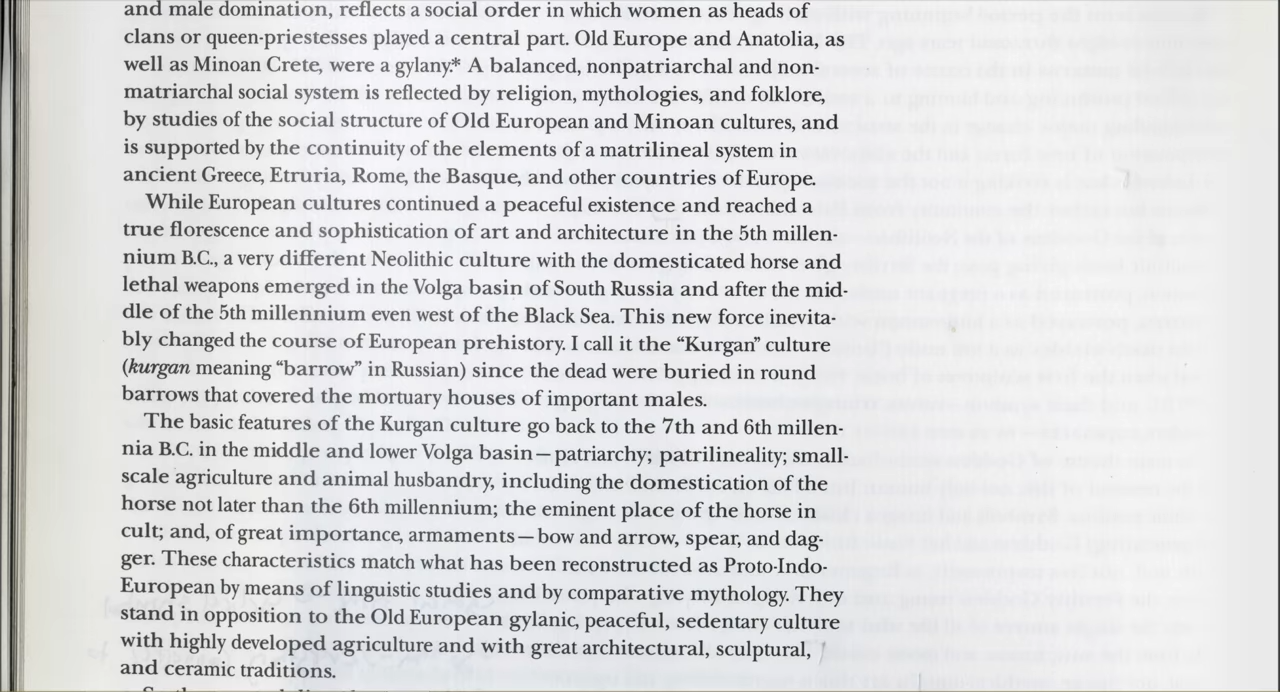 and male domination, reflects a social order in which women as heads of
clans or queen-priestesses played a central part. Old Europe and Anatolia, as
well as Minoan Crete, were a gylany.* A balanced, nonpatriarchal and non-
matriarchal social system is reflected by religion, mythologies, and folklore,
by studies of the social structure of Old European and Minoan cultures, and
is supported by the continuity of the elements of a matrilineal system in
ancient Greece, Etruria, Rome, the Basque, and other countries of Europe.
While European cultures continued a peaceful existence and reached a
true florescence and sophistication of art and architecture in the 5th millen-
nium B.C., a very different Neolithic culture with the domesticated horse and
lethal weapons emerged in the Volga basin of South Russia and after the mid-
dle of the 5th millennium even west of the Black Sea. This new force inevita-
bly changed the course of European prehistory. I call it the “Kurgan” culture
(kurgan meaning “barrow” in Russian) since the dead were buried in round
barrows that covered the mortuary houses of important males.
The basic features of the Kurgan culture go back to the 7th and 6th millen-
nia B.C. in the middle and lower Volga basin—patriarchy; patrilineality; small-
scale agriculture and animal husbandry, including the domestication of the
horse not later than the 6th millennium; the eminent place of the horse in
cult; and, of great importance, armaments—bow and arrow, spear, and dag-
ger. These characteristics match what has been reconstructed as Proto-Indo-
European by means of linguistic studies and by comparative mythology. They
stand in opposition to the Old European gylanic, peaceful, sedentary culture
with highly developed agriculture and with great architectural, sculptural,
and ceramic traditions.